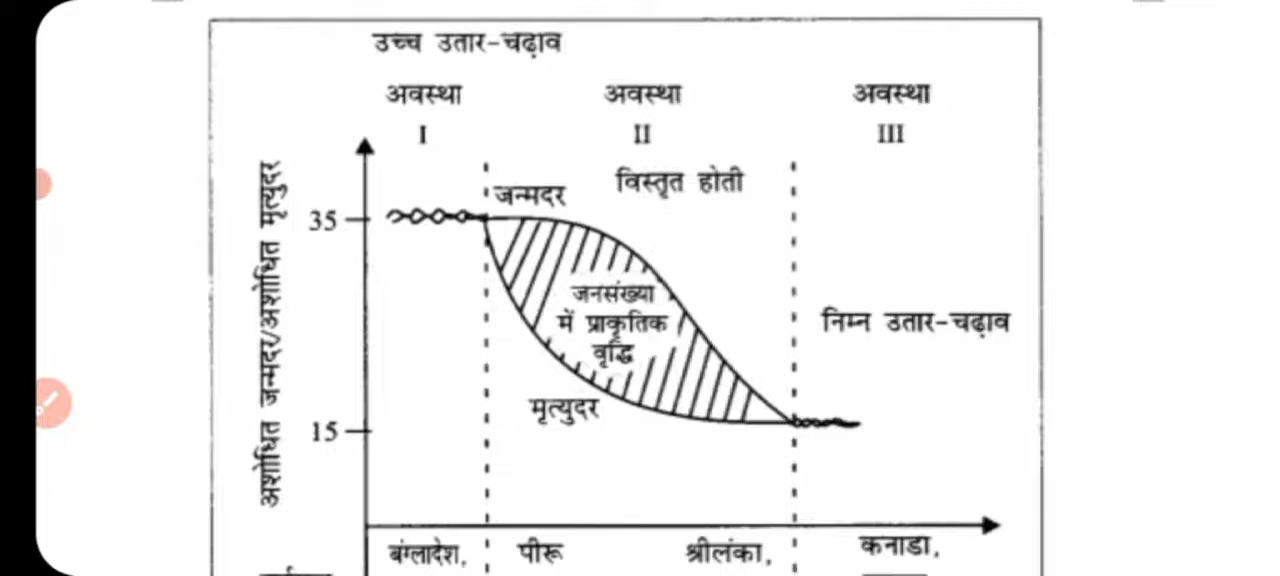 उच्च उतार-चढ़ाव
अवस्था अवस्था अवस्था
I II III
जन्मदर विस्तृत होती
35
अशोधित जन्मदर/अशोधित मृत्युदर
जनसंख्या
में प्राकृतिक
वृद्धि
निम्न उतार-चढ़ाव
मृत्युदर
15
बंग्लादेश, पीरू श्रीलंका, कनाडा,